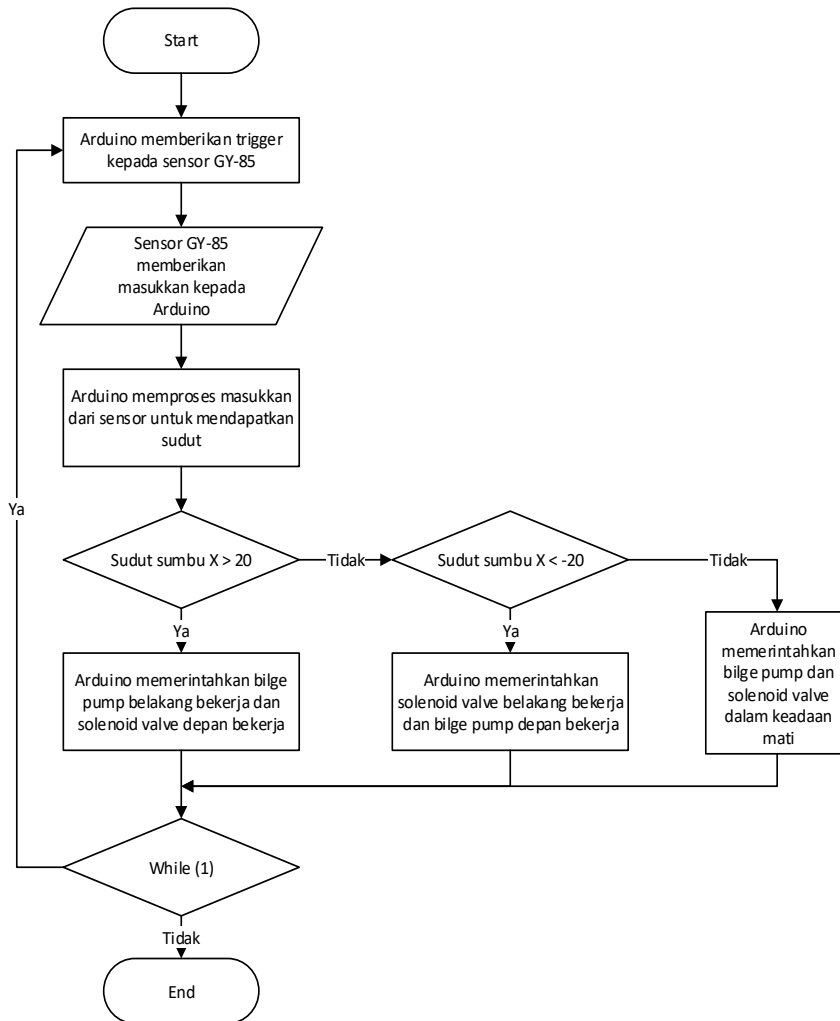 Start
Arduino memberikan trigger
kepada sensor GY-85
Sensor GY-85
memberikan
masukkan kepada
Arduino
Arduino memproses masukkan
dari sensor untuk mendapatkan
sudut
Ya
Sudut sumbu X > 20
Tidak
Sudut sumbu X < -20
Tidak
Ya
Ya
Arduino memerintahkan bilge
pump belakang bekerja dan
solenoid valve depan bekerja
Arduino memerintahkan
solenoid valve belakang bekerja
dan bilge pump depan bekerja
Arduino
memerintahkan
bilge pump dan
solenoid valve
dalam keadaan
mati
While (1)
Tidak
End